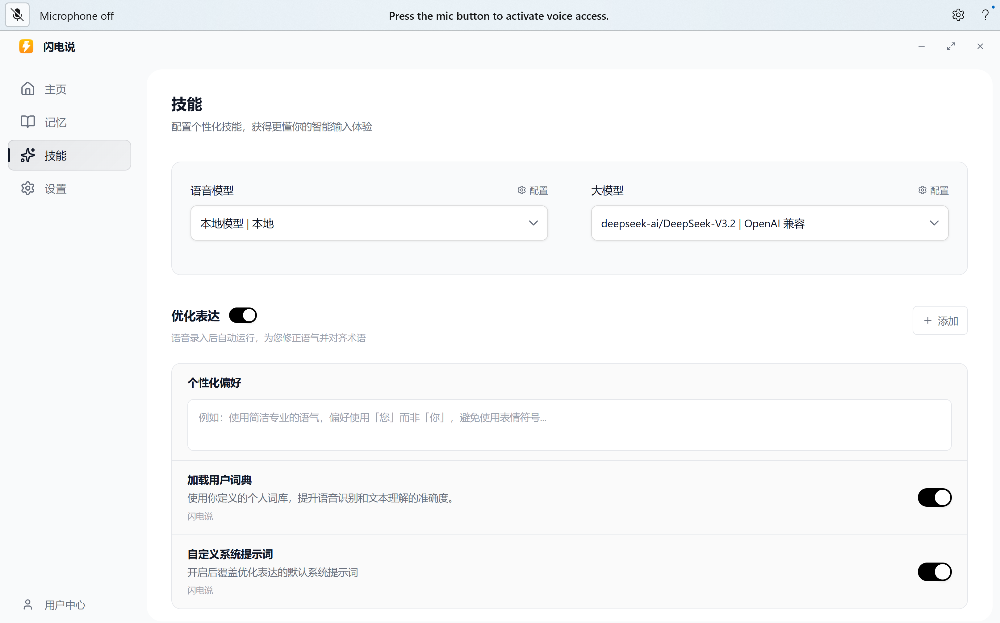 Microphone off
Press the mic button to activate voice access.
闪电说
主页
记忆
技能
设置
用户中心
技能
配置个性化技能，获得更懂你的智能输入体验
语音模型
配置
本地模型 | 本地
大模型
配置
deepseek-ai/DeepSeek-V3.2 | OpenAI 兼容
优化表达
语音录入后自动运行，为您修正语气并对齐术语
添加
个性化偏好
例如：使用简洁专业的语气，偏好使用「您」而非「你」，避免使用表情符号...
加载用户词典
使用你定义的个人词库，提升语音识别和文本理解的准确度。
闪电说
自定义系统提示词
开启后覆盖优化表达的默认系统提示词
闪电说